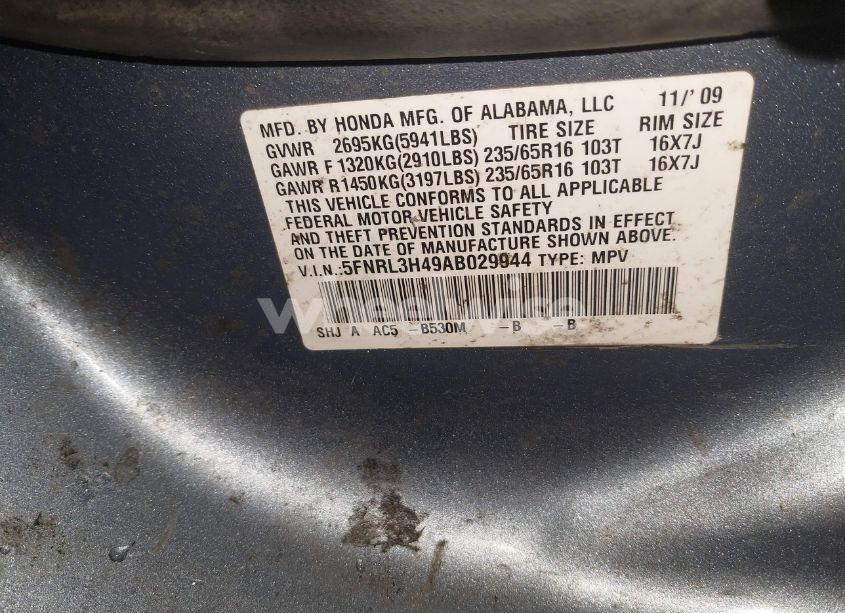 MFD. BY HONDA MFG. OF ALABAMA, LLC 11/' 09
GVWR 2695KG(5941LBS) TIRE SIZE RIM SIZE
GAWR F 1320KG(2910LBS) 235/65R16 103T 16X7J
GAWR R1450KG(3197LBS) 235/65R16 103T 16X7J
THIS VEHICLE CONFORMS TO ALL APPLICABLE
FEDERAL MOTOR VEHICLE SAFETY
AND THEFT PREVENTION STANDARDS IN EFFECT
ON THE DATE OF MANUFACTURE SHOWN ABOVE.
V.I.N.:5FNRL3H49AB029944 TYPE: MPV
SHJ A AC5 -B530M -B -B